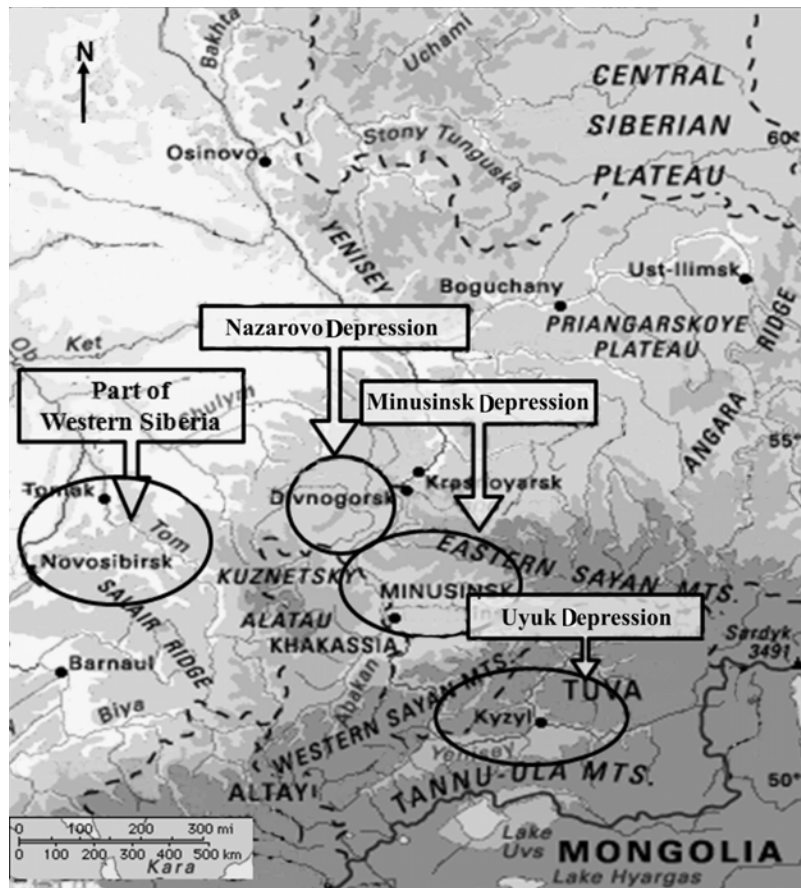 N
Bakhta
Uchami
CENTRAL
SIBERIAN
PLATEAU
60°
Stony Tunguska
Osinovo
YENISEY
Boguchany
Ust-Ilimsk
PRIANGARSKOYE
PLATEAU
RIDGE
ANGARA
Nazarovo Depression
Ob
Ket
Part of
Western Siberia
Chulym
Minusinsk Depression
55°
Tomsk
Tom
Divnogorsk
Krasnoyarsk
Novosibirsk
EASTERN SAYAN MTS.
KUZNETSKY
ALATAU
MINUSINSK
SALAIR RIDGE
KHAKASSIA
Uyuk Depression
Sardyk
3491
Barnaul
Abakan
Biya
WESTERN SAYAN MTS.
TUVA
Kyzyl
Yenisey
TANNU-OLA MTS.
ALTAY
50°
0 100 200 300 mi
0 100 200 300 400 500 km
Kara
Lake
Uvs
MONGOLIA
Lake Hyargas